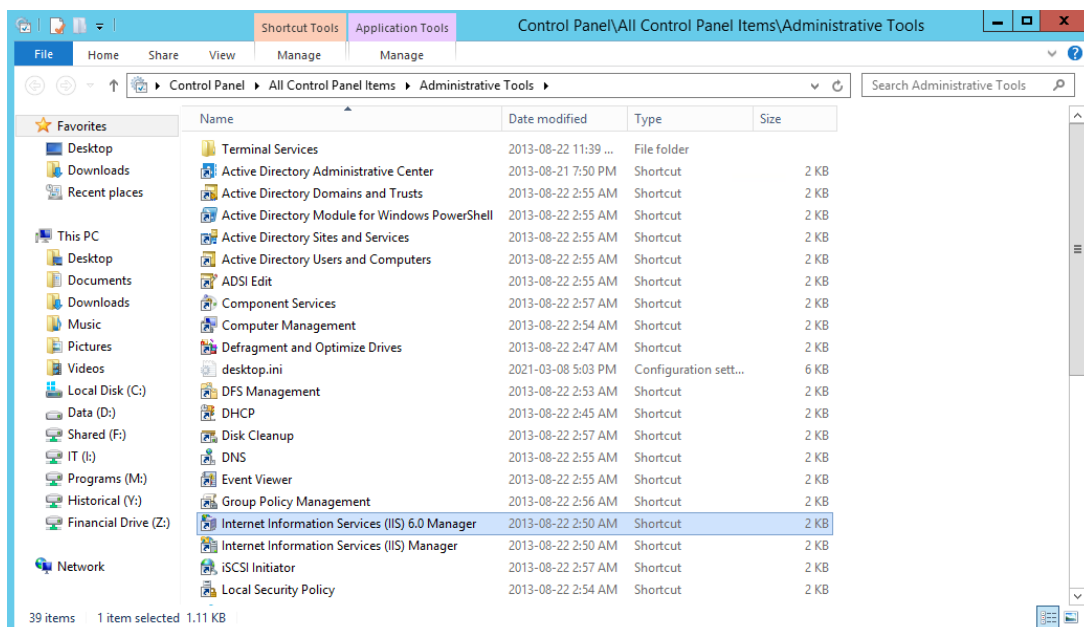 Shortcut Tools Application Tools Control Panel\All Control Panel Items\Administrative Tools
File Home Share View Manage Manage
Control Panel All Control Panel Items Administrative Tools Search Administrative Tools
Name Date modified Type Size
Favorites
Desktop Terminal Services 2013-08-22 11:39 ... File folder
Downloads Active Directory Administrative Center 2013-08-21 7:50 PM Shortcut 2 KB
Recent places Active Directory Domains and Trusts 2013-08-22 2:55 AM Shortcut 2 KB
Active Directory Module for Windows PowerShell 2013-08-22 2:55 AM Shortcut 2 KB
This PC Active Directory Sites and Services 2013-08-22 2:55 AM Shortcut 2 KB
Desktop Active Directory Users and Computers 2013-08-22 2:55 AM Shortcut 2 KB
Documents ADSI Edit 2013-08-22 2:55 AM Shortcut 2 KB
Downloads Component Services 2013-08-22 2:57 AM Shortcut 2 KB
Music Computer Management 2013-08-22 2:54 AM Shortcut 2 KB
Pictures Defragment and Optimize Drives 2013-08-22 2:47 AM Shortcut 2 KB
Videos desktop.ini 2021-03-08 5:03 PM Configuration sett... 6 KB
Local Disk (C:) DFS Management 2013-08-22 2:53 AM Shortcut 2 KB
Data (D:) DHCP 2013-08-22 2:45 AM Shortcut 2 KB
Shared (F:) Disk Cleanup 2013-08-22 2:57 AM Shortcut 2 KB
IT (I:) DNS 2013-08-22 2:55 AM Shortcut 2 KB
Programs (M:) Event Viewer 2013-08-22 2:55 AM Shortcut 2 KB
Historical (Y:) Group Policy Management 2013-08-22 2:56 AM Shortcut 2 KB
Financial Drive (Z:) Internet Information Services (IIS) 6.0 Manager 2013-08-22 2:50 AM Shortcut 2 KB
Internet Information Services (IIS) Manager 2013-08-22 2:50 AM Shortcut 2 KB
Network iSCSI Initiator 2013-08-22 2:57 AM Shortcut 2 KB
Local Security Policy 2013-08-22 2:54 AM Shortcut 2 KB
39 items 1 item selected 1.11 KB